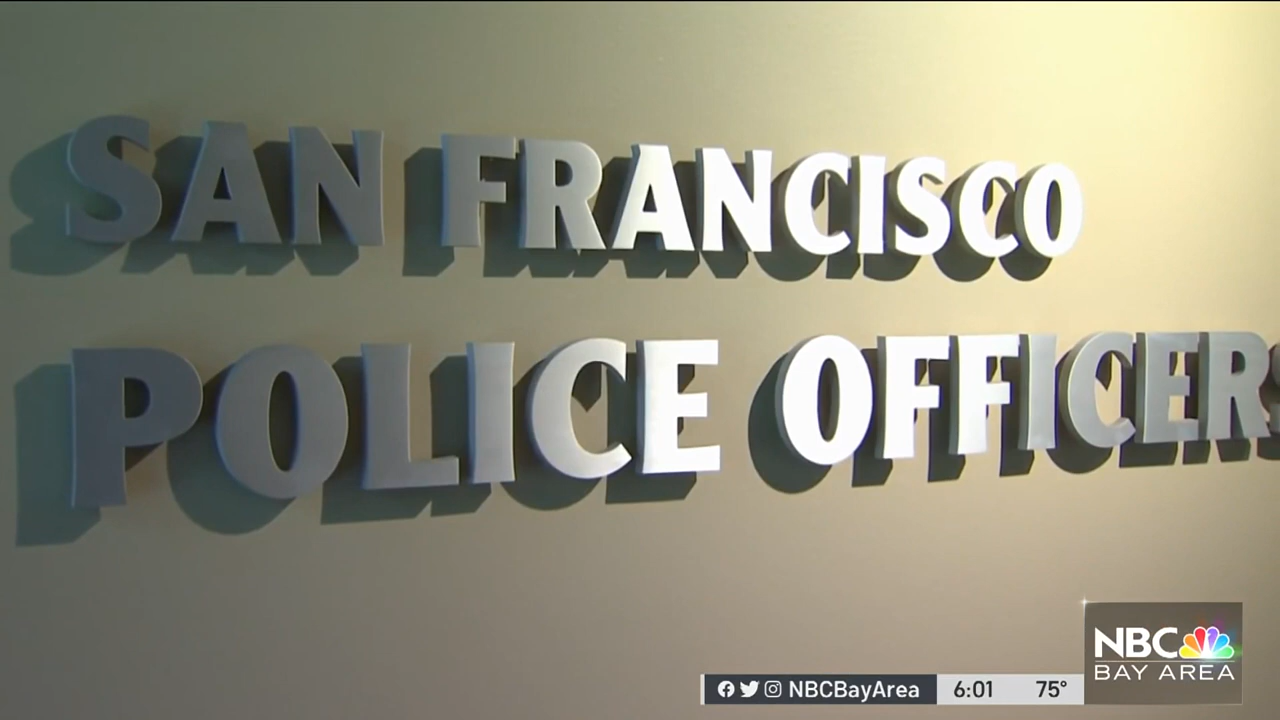 SAN FRANCISCO
POLICE OFFICERS
NBCBayArea 6:01 75°
NBC
BAY AREA